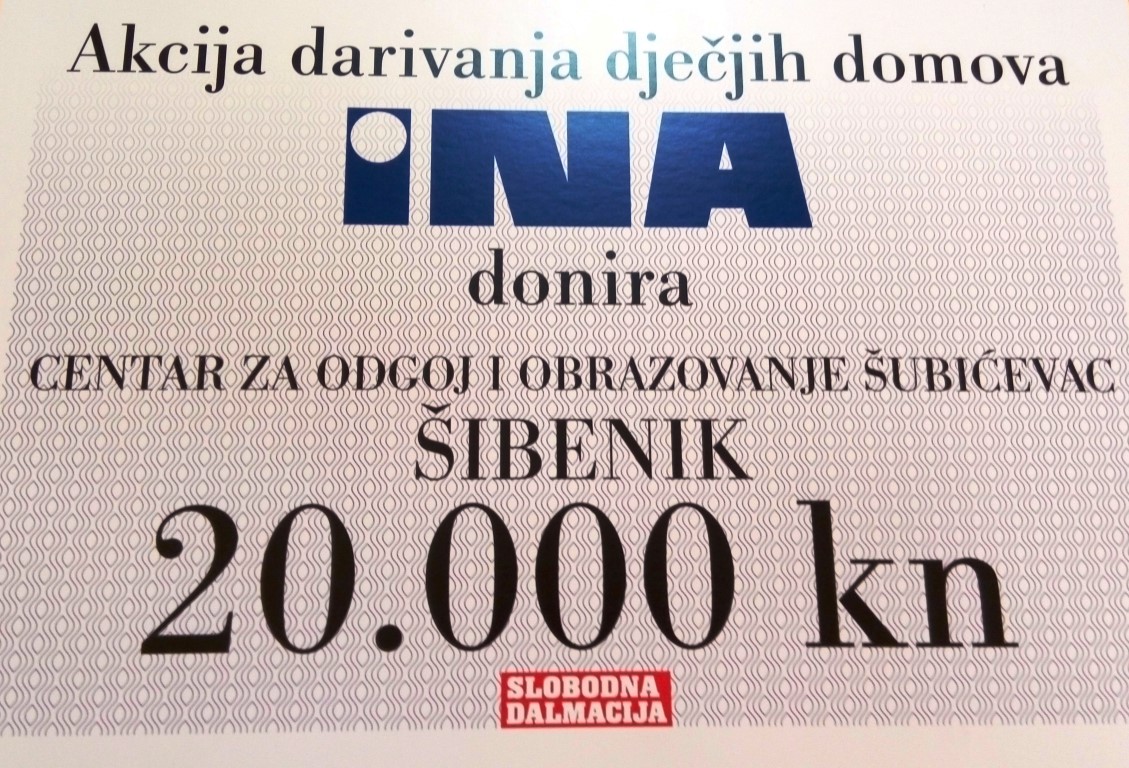 Akcija darivanja dječjih domova
iNA
donira
CENTAR ZA ODGOJ I OBRAZOVANJE ŠUBIĆEVAC
ŠIBENIK
20.000 kn
SLOBODNA
DALMACIJA